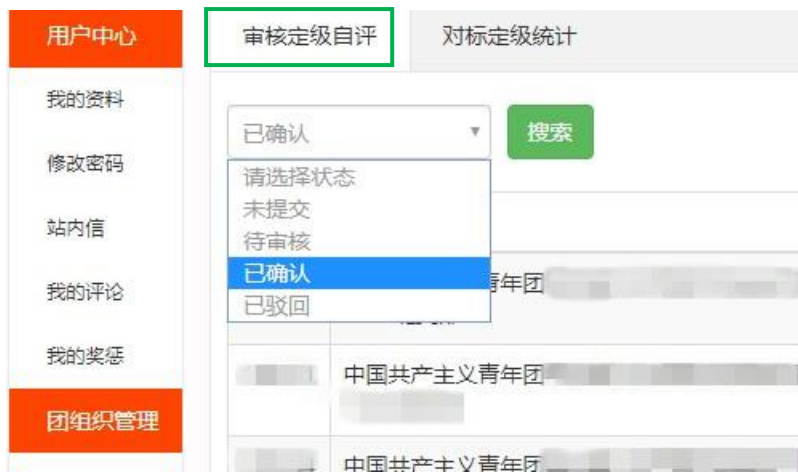 用户中心
审核定级自评
对标定级统计
我的资料
已确认
搜索
修改密码
请选择状态
未提交
站内信
待审核
已确认
青年团
我的评论
已驳回
我的奖惩
中国共产主义青年团
团组织管理
中国共产主义青年团